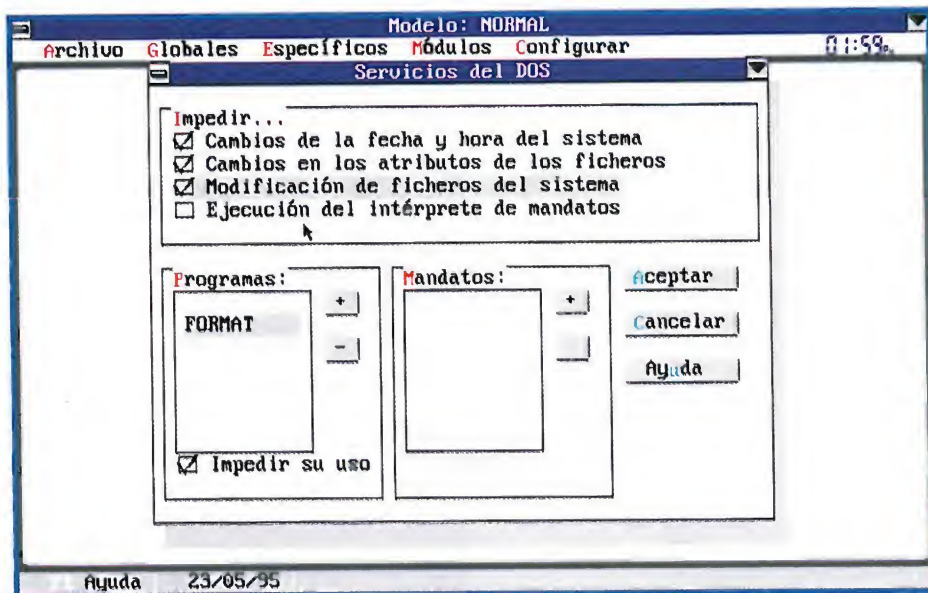 Modelo: NORMAL
Archivo Globales Específicos Módulos Configurar 01:59
Servicios del DOS
Impedir...
Cambios de la fecha y hora del sistema
Cambios en los atributos de los ficheros
Modificación de ficheros del sistema
Ejecución del intérprete de mandatos
Programas:
FORMAT
+
-
Impedir su uso
Mandatos:
+
Aceptar
Cancelar
Ayuda
Ayuda 23/05/95